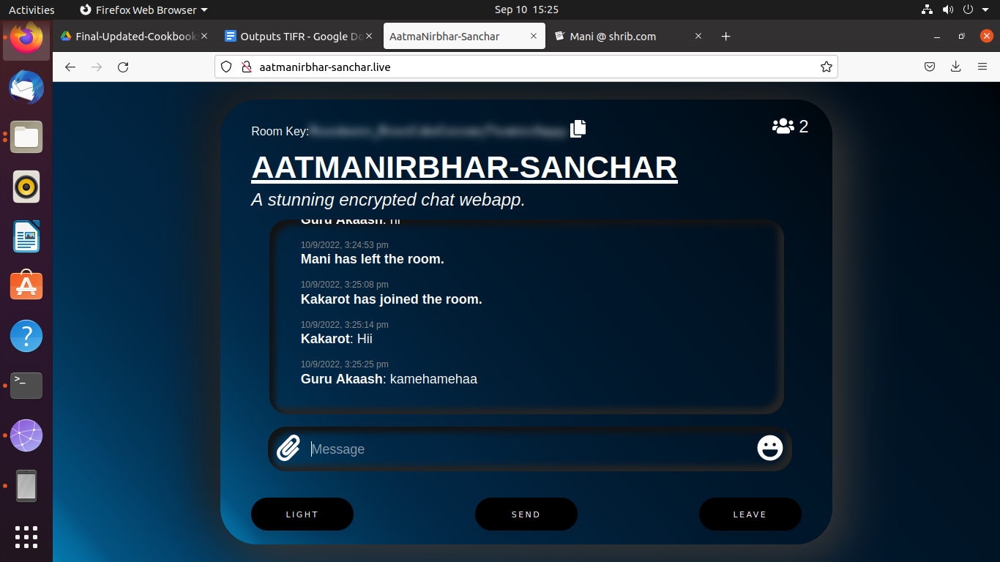 Activities Firefox Web Browser Sep 10 15:25
Final-Updated-Cookbook Outputs TIFR - Google Do AatmaNirbhar-Sanchar Mani @ shrib.com
aatmanirbhar-sanchar.live
Room Key: 2
AATMANIRBHAR-SANCHAR
A stunning encrypted chat webapp.
Guru Akaash: hi
10/9/2022, 3:24:53 pm
Mani has left the room.
10/9/2022, 3:25:08 pm
Kakarot has joined the room.
10/9/2022, 3:25:14 pm
Kakarot: Hii
10/9/2022, 3:25:25 pm
Guru Akaash: kamehamehaa
Message
LIGHT SEND LEAVE